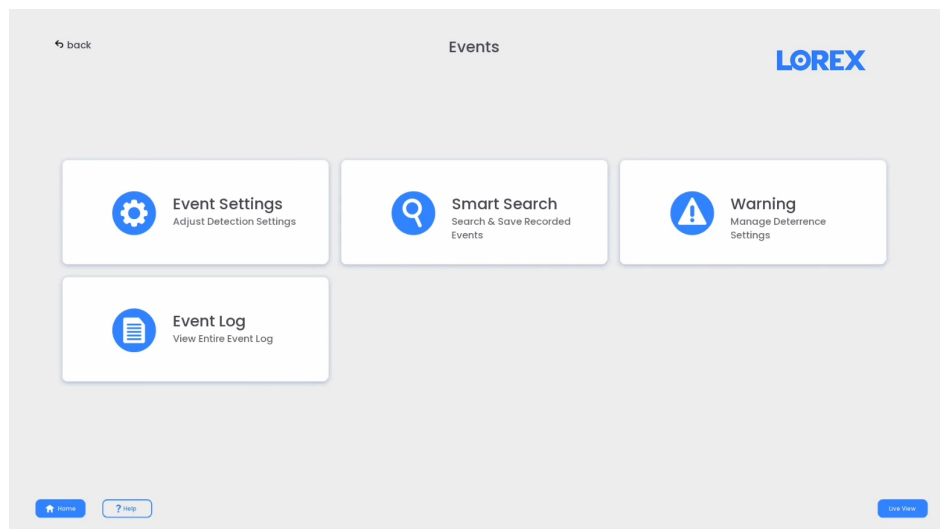 back
Events
LOREX
Event Settings
Adjust Detection Settings
Smart Search
Search & Save Recorded
Events
Warning
Manage Deterrence
Settings
Event Log
View Entire Event Log
Home
? Help
Live View